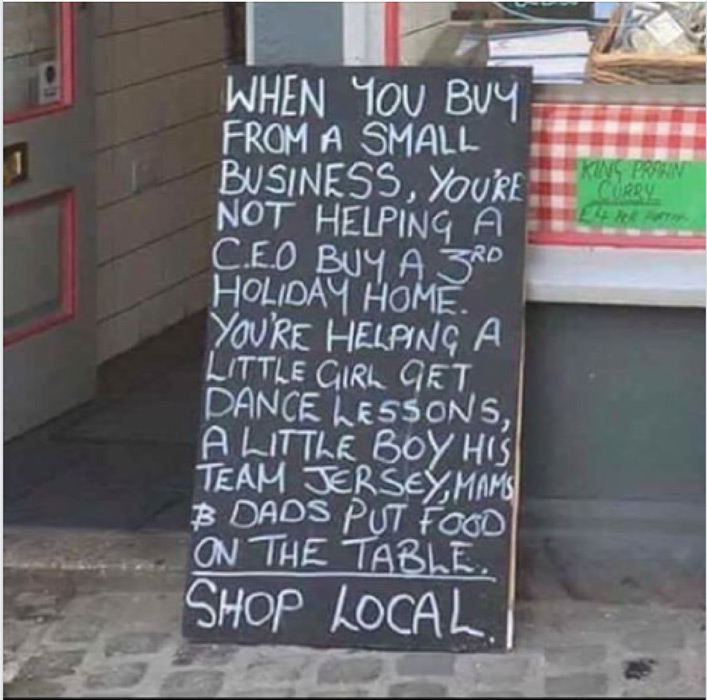 WHEN YOU BUY
FROM A SMALL
BUSINESS, YOU'RE
NOT HELPING A
C.E.O BUY A 3RD
HOLIDAY HOME.
YOU'RE HELPING A
LITTLE GIRL GET
DANCE LESSONS,
A LITTLE BOY HIS
TEAM JERSEY, MAMS
& DADS PUT FOOD
ON THE TABLE.
SHOP LOCAL.
KING PRAWN
CURRY
£4 PER PORTION